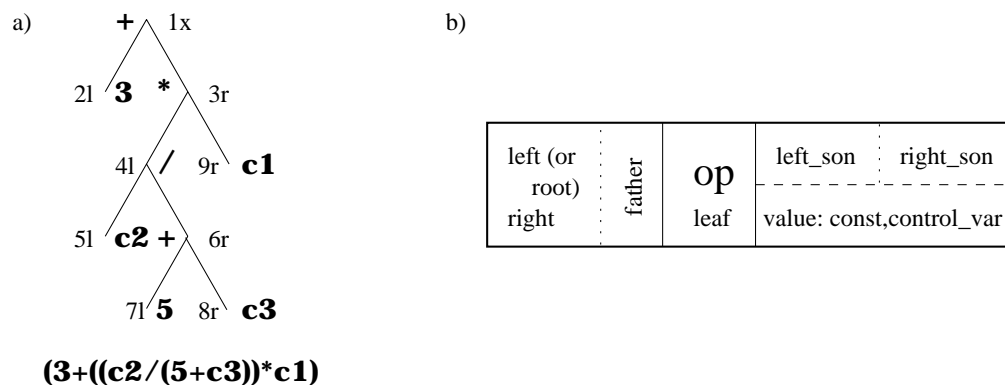 a)
+ 1x
2l 3 * 3r
4l / 9r c1
5l c2 + 6r
7l 5 8r c3
(3+((c2/(5+c3))*c1)
b)
left (or
root)
right
father
op
leaf
left_son right_son
value: const,control_var